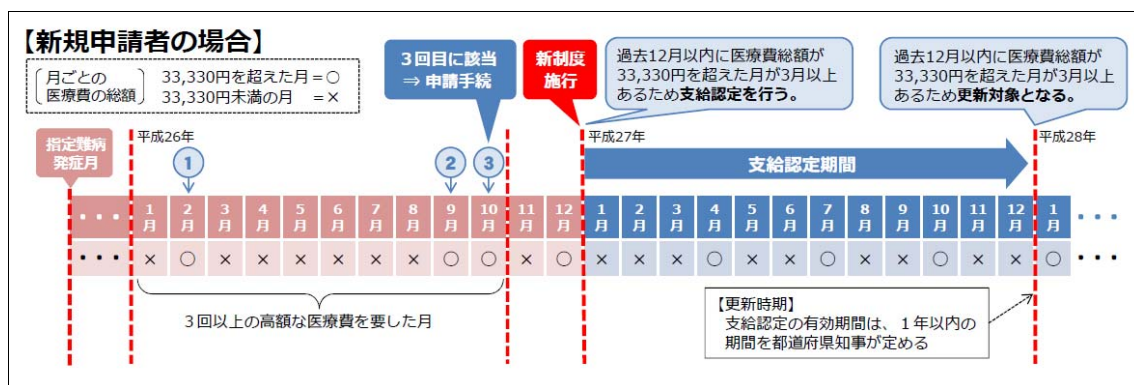 【新規申請者の場合】
月ごとの
医療費の総額
33,330円を超えた月＝○
33,330円未満の月　＝×
３回目に該当
⇒ 申請手続
新制度
施行
過去12月以内に医療費総額が
33,330円を超えた月が3月以上
あるため支給認定を行う。
過去12月以内に医療費総額が
33,330円を超えた月が3月以上
あるため更新対象となる。
指定難病
発症月
平成26年
平成27年
平成28年
① ② ③
支給認定期間
・・・ 1月 2月 3月 4月 5月 6月 7月 8月 9月 10月 11月 12月 1月 2月 3月 4月 5月 6月 7月 8月 9月 10月 11月 12月 1月 ・・・
・・・ × ○ × × × × × × ○ ○ × ○ × × × ○ × × ○ × × ○ × × ○ ・・・
３回以上の高額な医療費を要した月
【更新時期】
支給認定の有効期間は、１年以内の
期間を都道府県知事が定める